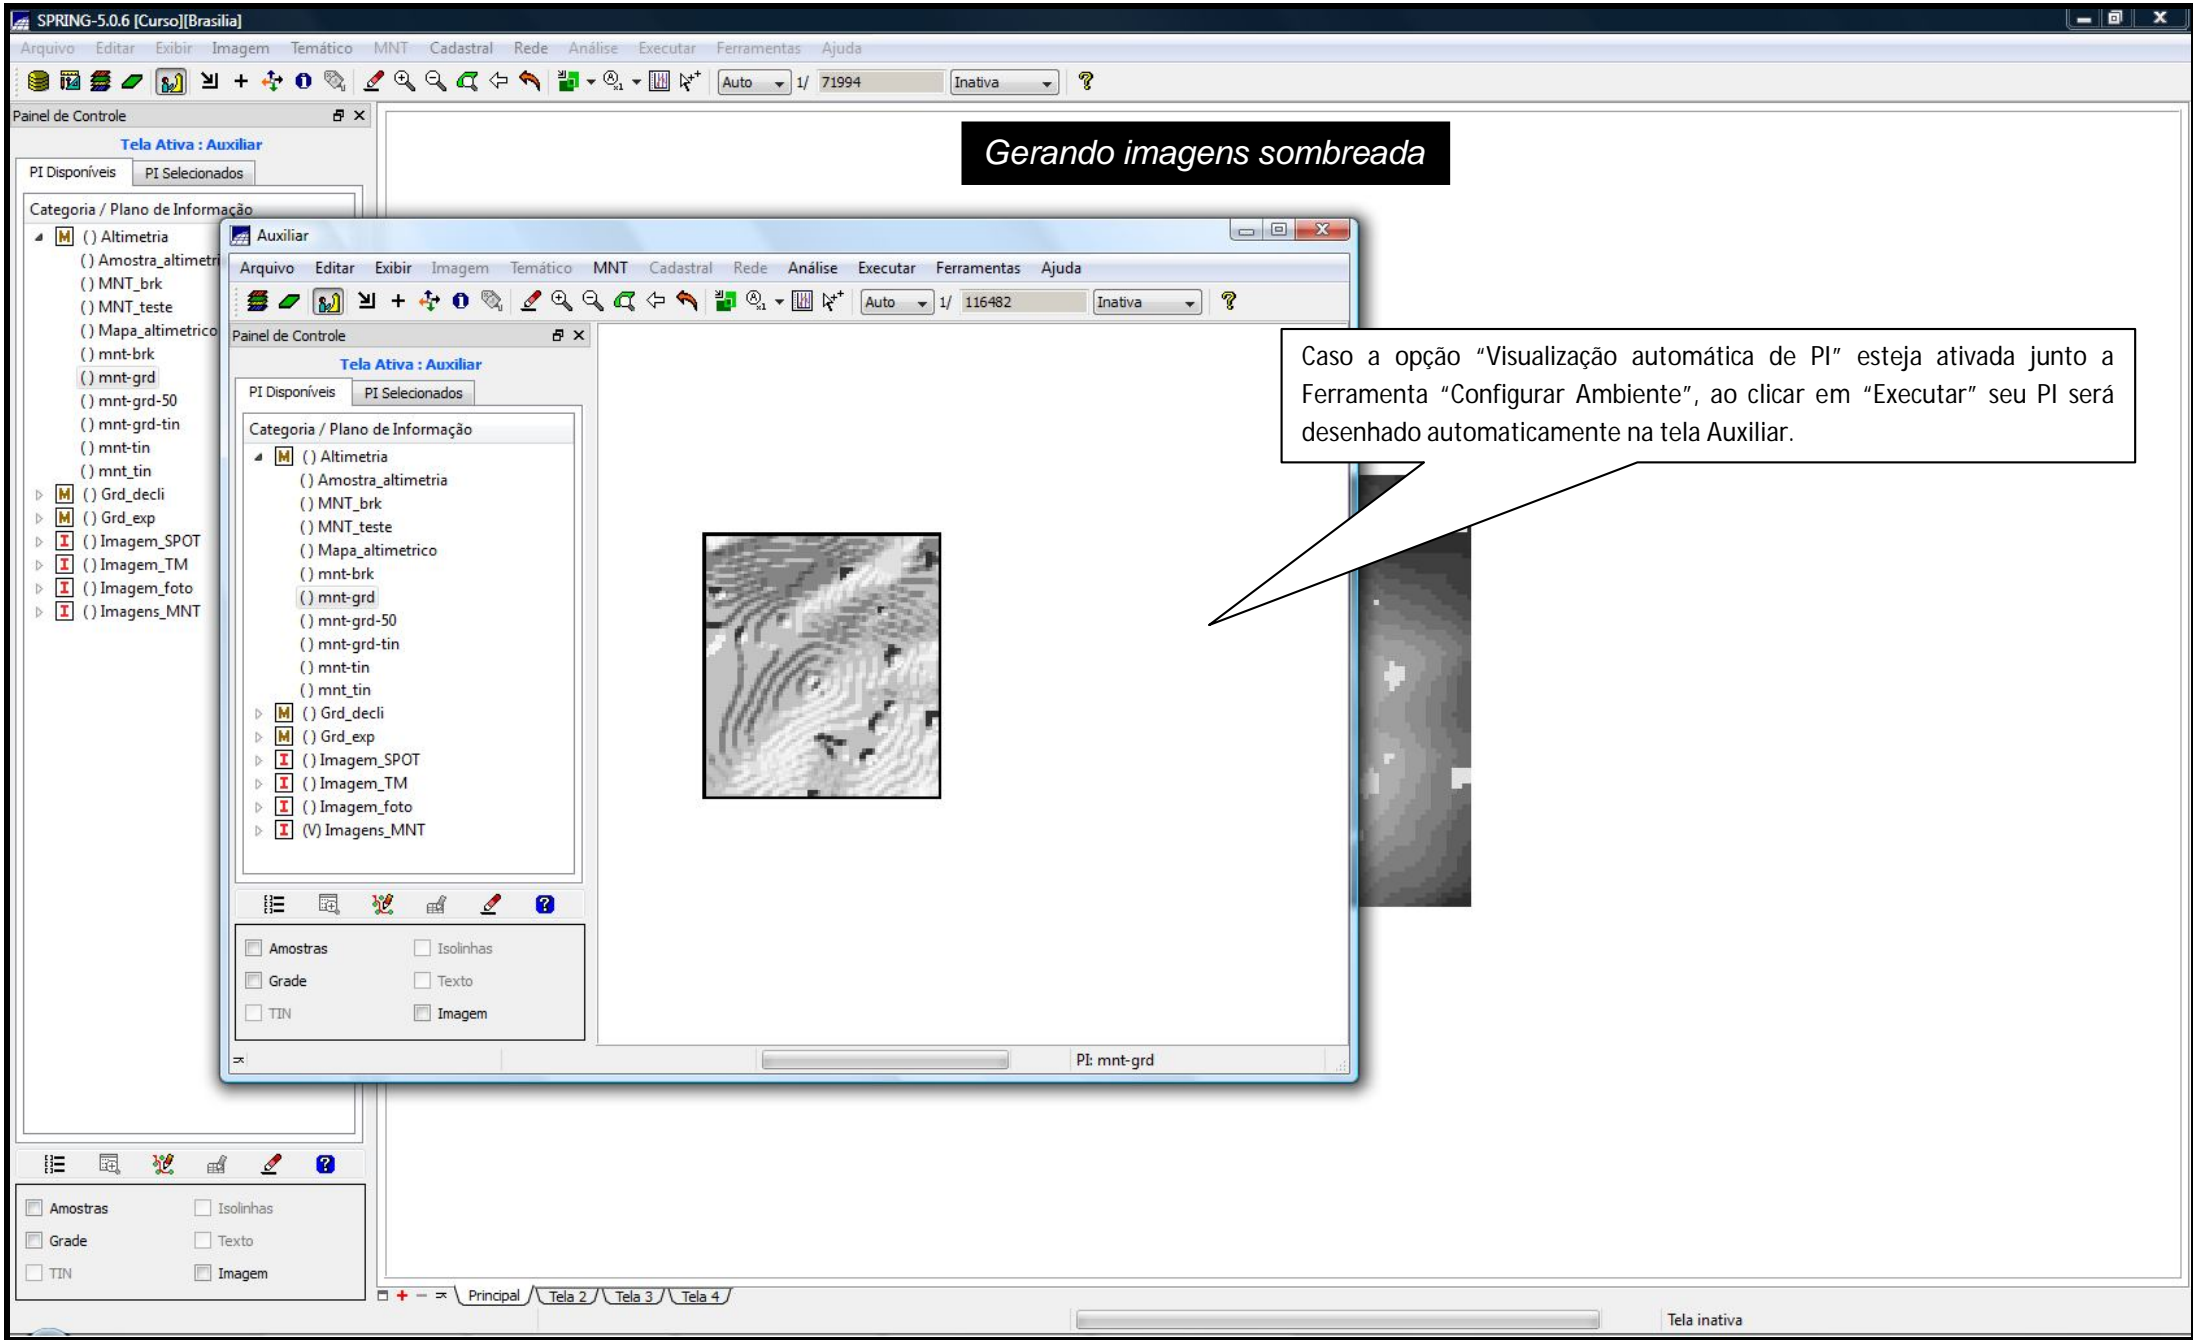 SPRING-5.0.6 [Curso][Brasilia]
Arquivo Editar Exibir Imagem Temático MNT Cadastral Rede Análise Executar Ferramentas Ajuda
Auto 1/ 71994 Inativa
Painel de Controle
Tela Ativa : Auxiliar
PI Disponíveis PI Selecionados
Categoria / Plano de Informação
M () Altimetria
() Amostra_altimetri
() MNT_brk
() MNT_teste
() Mapa_altimetrico
() mnt-brk
() mnt-grd
() mnt-grd-50
() mnt-grd-tin
() mnt-tin
() mnt_tin
M () Grd_decli
M () Grd_exp
I () Imagem_SPOT
I () Imagem_TM
I () Imagem_foto
I () Imagens_MNT
Amostras Isolinhas
Grade Texto
TIN Imagem
Gerando imagens sombreada
Auxiliar
Arquivo Editar Exibir Imagem Temático MNT Cadastral Rede Análise Executar Ferramentas Ajuda
Auto 1/ 116482 Inativa
Painel de Controle
Tela Ativa : Auxiliar
PI Disponíveis PI Selecionados
Categoria / Plano de Informação
M () Altimetria
() Amostra_altimetria
() MNT_brk
() MNT_teste
() Mapa_altimetrico
() mnt-brk
() mnt-grd
() mnt-grd-50
() mnt-grd-tin
() mnt-tin
() mnt_tin
M () Grd_decli
M () Grd_exp
I () Imagem_SPOT
I () Imagem_TM
I () Imagem_foto
I (V) Imagens_MNT
Amostras Isolinhas
Grade Texto
TIN Imagem
PI: mnt-grd
Caso a opção “Visualização automática de PI” esteja ativada junto a
Ferramenta “Configurar Ambiente”, ao clicar em “Executar” seu PI será
desenhado automaticamente na tela Auxiliar.
Principal Tela 2 Tela 3 Tela 4
Tela inativa